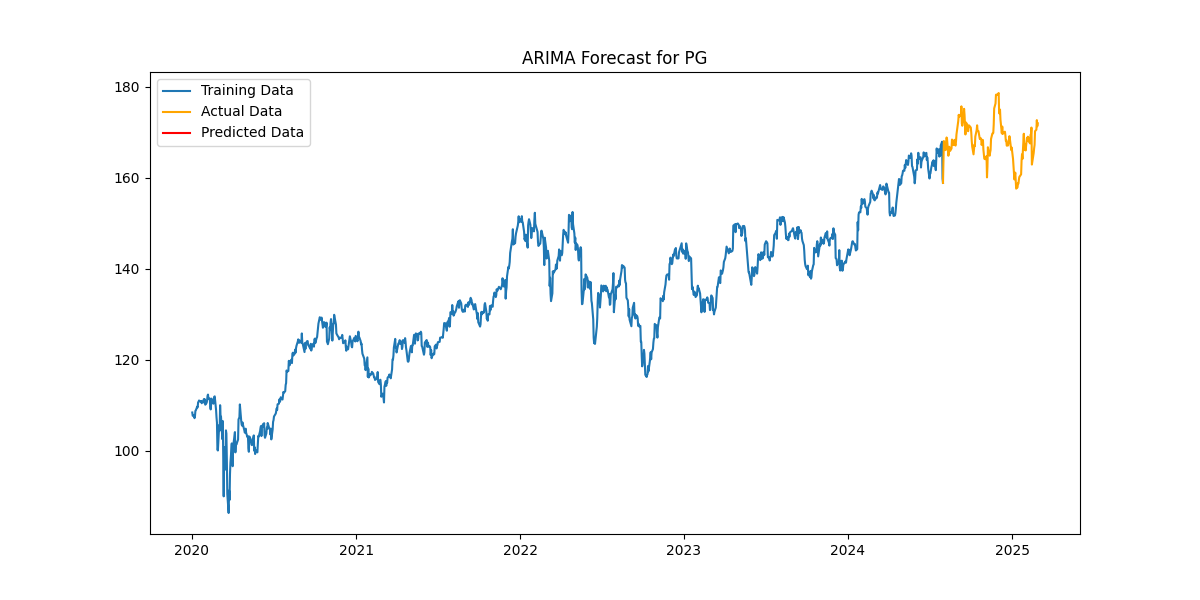 ARIMA Forecast for PG
Training Data
Actual Data
Predicted Data
180
160
140
120
100
2020 2021 2022 2023 2024 2025